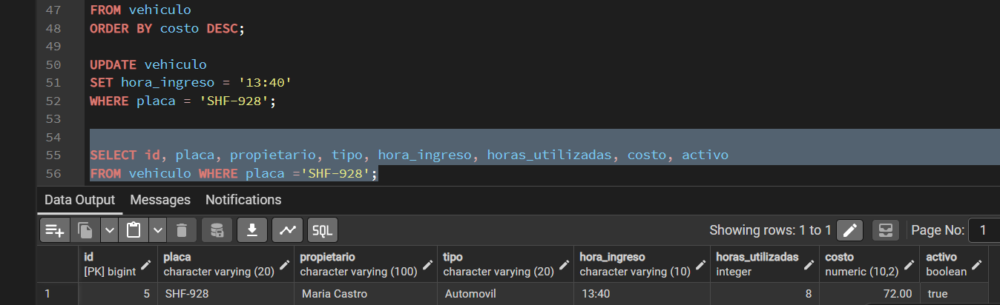 47 FROM vehiculo
48 ORDER BY costo DESC;
49
50 UPDATE vehiculo
51 SET hora_ingreso = '13:40'
52 WHERE placa = 'SHF-928';
53
54
55 SELECT id, placa, propietario, tipo, hora_ingreso, horas_utilizadas, costo, activo
56 FROM vehiculo WHERE placa ='SHF-928';
Data Output Messages Notifications
SQL Showing rows: 1 to 1 Page No: 1
id placa propietario tipo hora_ingreso horas_utilizadas costo activo
[PK] bigint character varying (20) character varying (100) character varying (20) character varying (10) integer numeric (10,2) boolean
1 5 SHF-928 Maria Castro Automovil 13:40 8 72.00 true